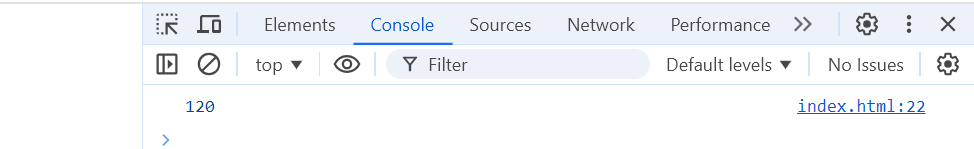 Elements Console Sources Network Performance
top Filter Default levels No Issues
120 index.html:22